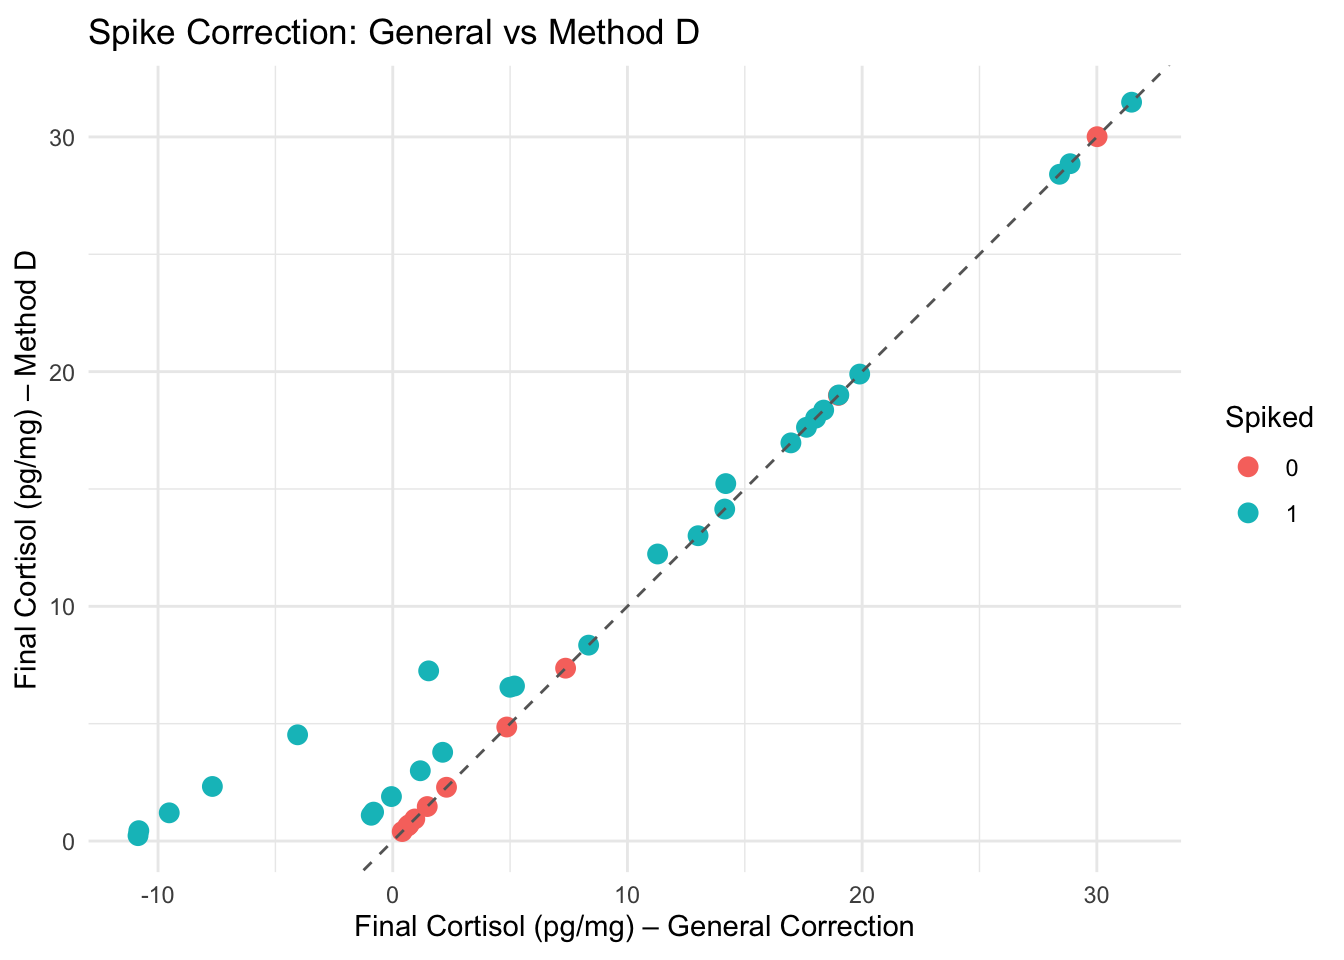 Spike Correction: General vs Method D
Final Cortisol (pg/mg) – Method D
30
20
10
0
-10
0
10
20
30
Final Cortisol (pg/mg) – General Correction
Spiked
0
1